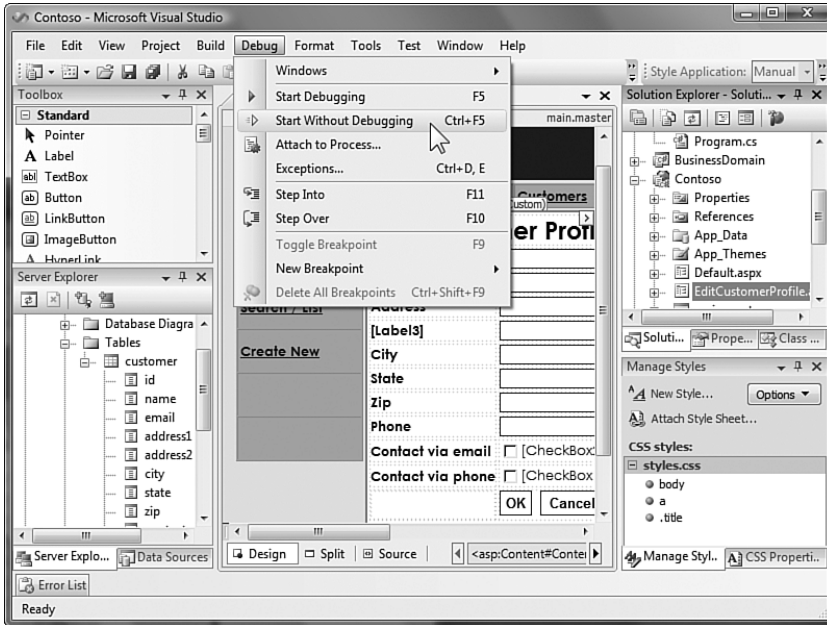 Contoso - Microsoft Visual Studio
File Edit View Project Build Debug Format Tools Test Window Help
Style Application: Manual
Toolbox
Standard
Pointer
A Label
abl TextBox
ab Button
ab LinkButton
ImageButton
A HyperLink
Server Explorer
Database Diagra
Tables
customer
id
name
email
address1
address2
city
state
zip
Server Explo...
Data Sources
Error List
Ready
Windows
Start Debugging F5
Start Without Debugging Ctrl+F5
Attach to Process...
Exceptions... Ctrl+D, E
Step Into F11
Step Over F10
Toggle Breakpoint F9
New Breakpoint
Delete All Breakpoints Ctrl+Shift+F9
main.master
Customers
ustom)
er Profi
Search / List
Create New
Address
[Label3]
City
State
Zip
Phone
Contact via email [CheckBox
Contact via phone [CheckBox
OK Cancel
Design Split Source <asp:Content#Conte
Solution Explorer - Soluti...
Program.cs
BusinessDomain
Contoso
Properties
References
App_Data
App_Themes
Default.aspx
EditCustomerProfile.a
Soluti... Prope... Class ...
Manage Styles
New Style... Options
Attach Style Sheet...
CSS styles:
styles.css
body
a
.title
Manage Styl.. CSS Properti..